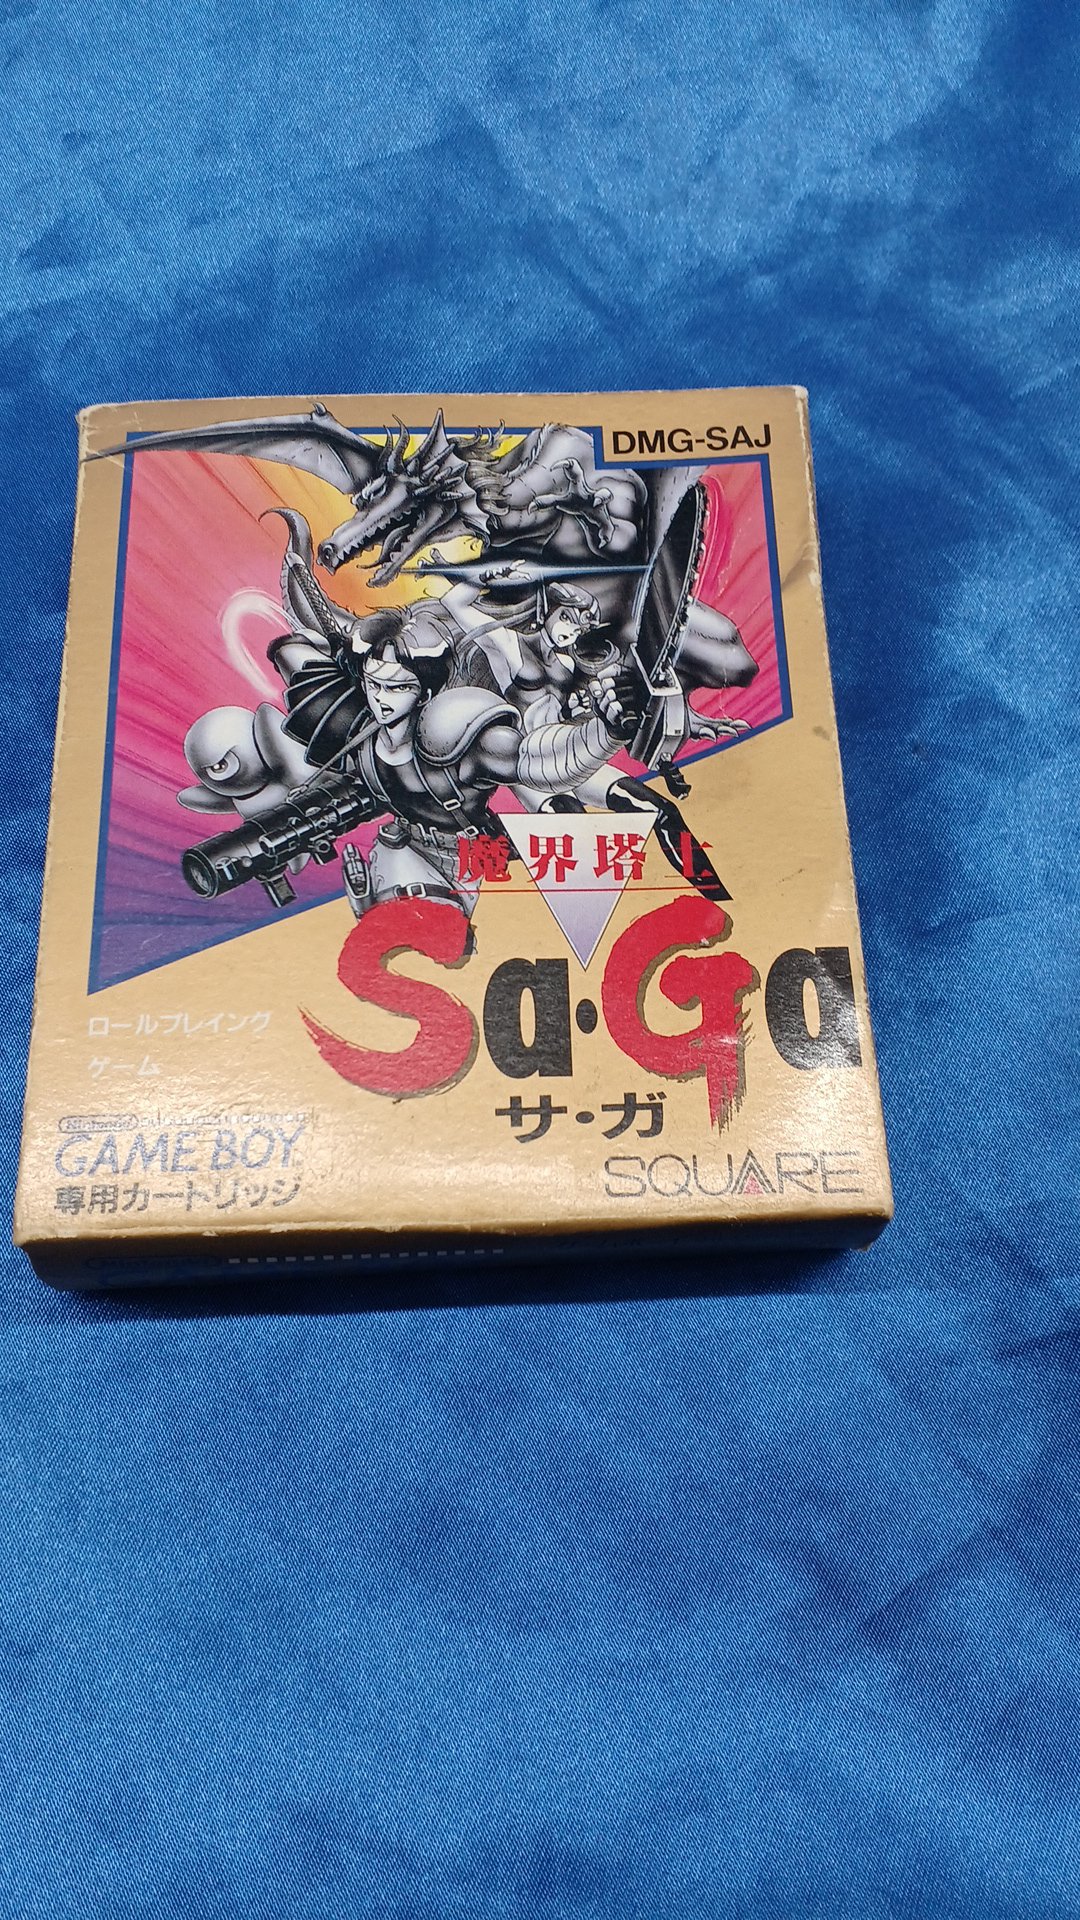 DMG-SAJ
魔界塔士
Sa・Ga
サ・ガ
ロールプレイング
ゲーム
Nintendo
GAME BOY
専用カートリッジ
SQUARE